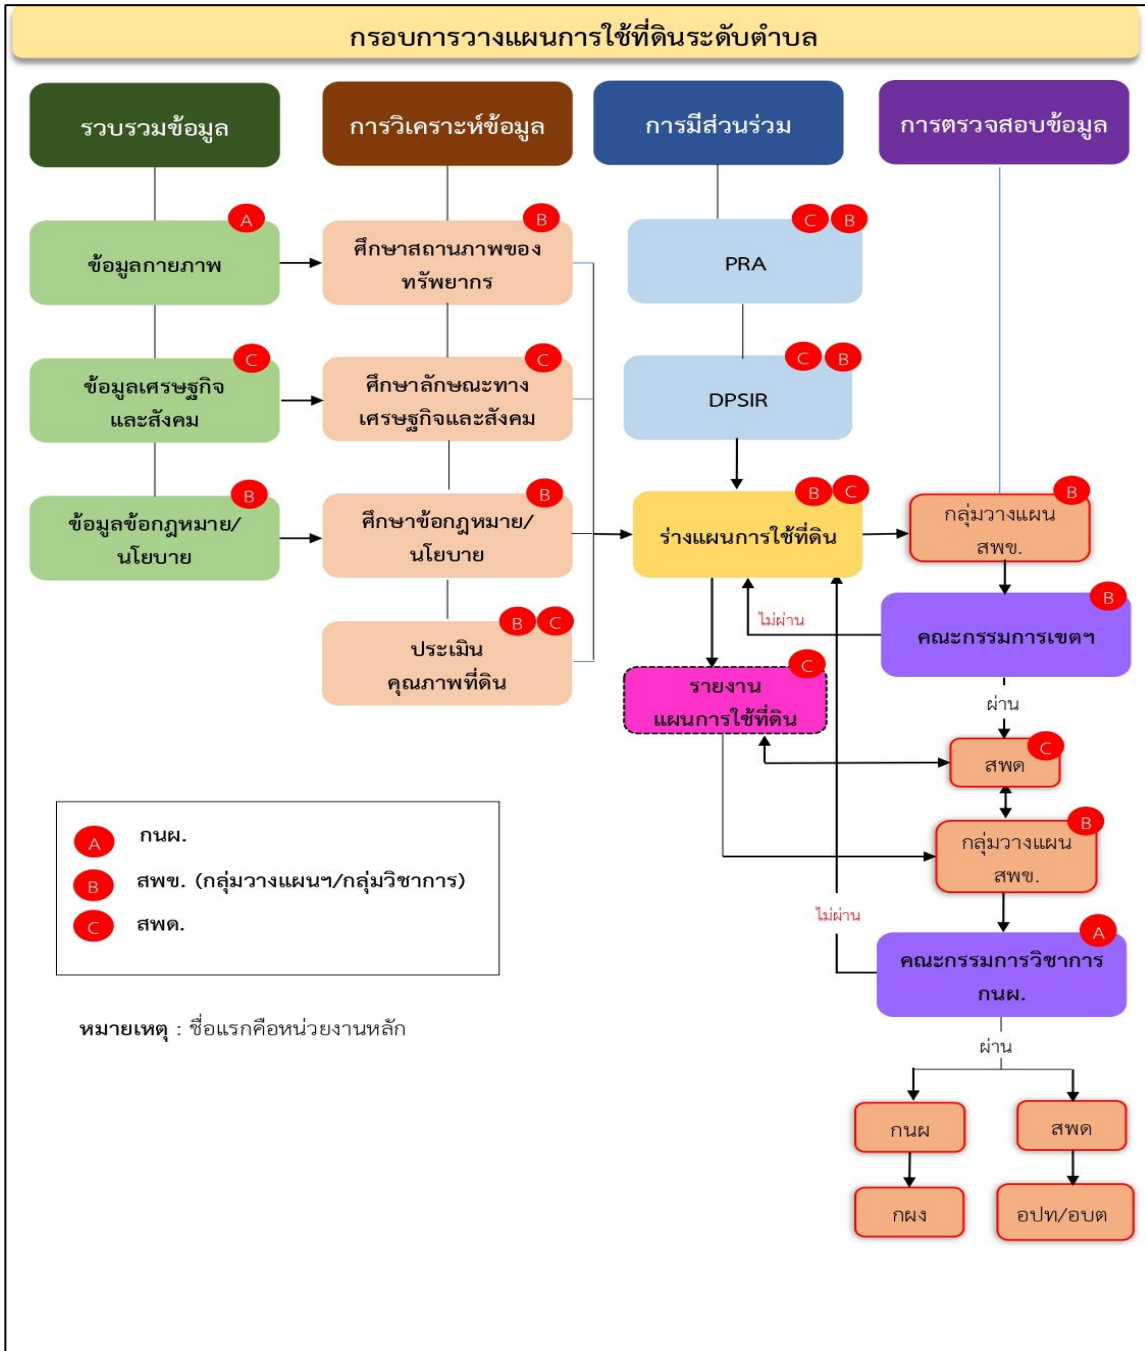 กรอบการวางแผนการใช้ที่ดินระดับตำบล
รวบรวมข้อมูล
การวิเคราะห์ข้อมูล
การมีส่วนร่วม
การตรวจสอบข้อมูล
A
ข้อมูลกายภาพ
B
ศึกษาสถานภาพของ
ทรัพยากร
C B
PRA
C
ข้อมูลเศรษฐกิจ
และสังคม
C
ศึกษาลักษณะทาง
เศรษฐกิจและสังคม
C B
DPSIR
B
ข้อมูลข้อกฎหมาย/
นโยบาย
B
ศึกษาข้อกฎหมาย/
นโยบาย
B C
ร่างแผนการใช้ที่ดิน
B
กลุ่มวางแผน
สพข.
B C
ประเมิน
คุณภาพที่ดิน
ไม่ผ่าน
B
คณะกรรมการเขตฯ
C
รายงาน
แผนการใช้ที่ดิน
ผ่าน
C
สพด
B
กลุ่มวางแผน
สพข.
A กนผ.
B สพข. (กลุ่มวางแผนฯ/กลุ่มวิชาการ)
C สพด.
ไม่ผ่าน
A
คณะกรรมการวิชาการ
กนผ.
หมายเหตุ : ชื่อแรกคือหน่วยงานหลัก
ผ่าน
กนผ
สพด
กผง
อปท/อบต